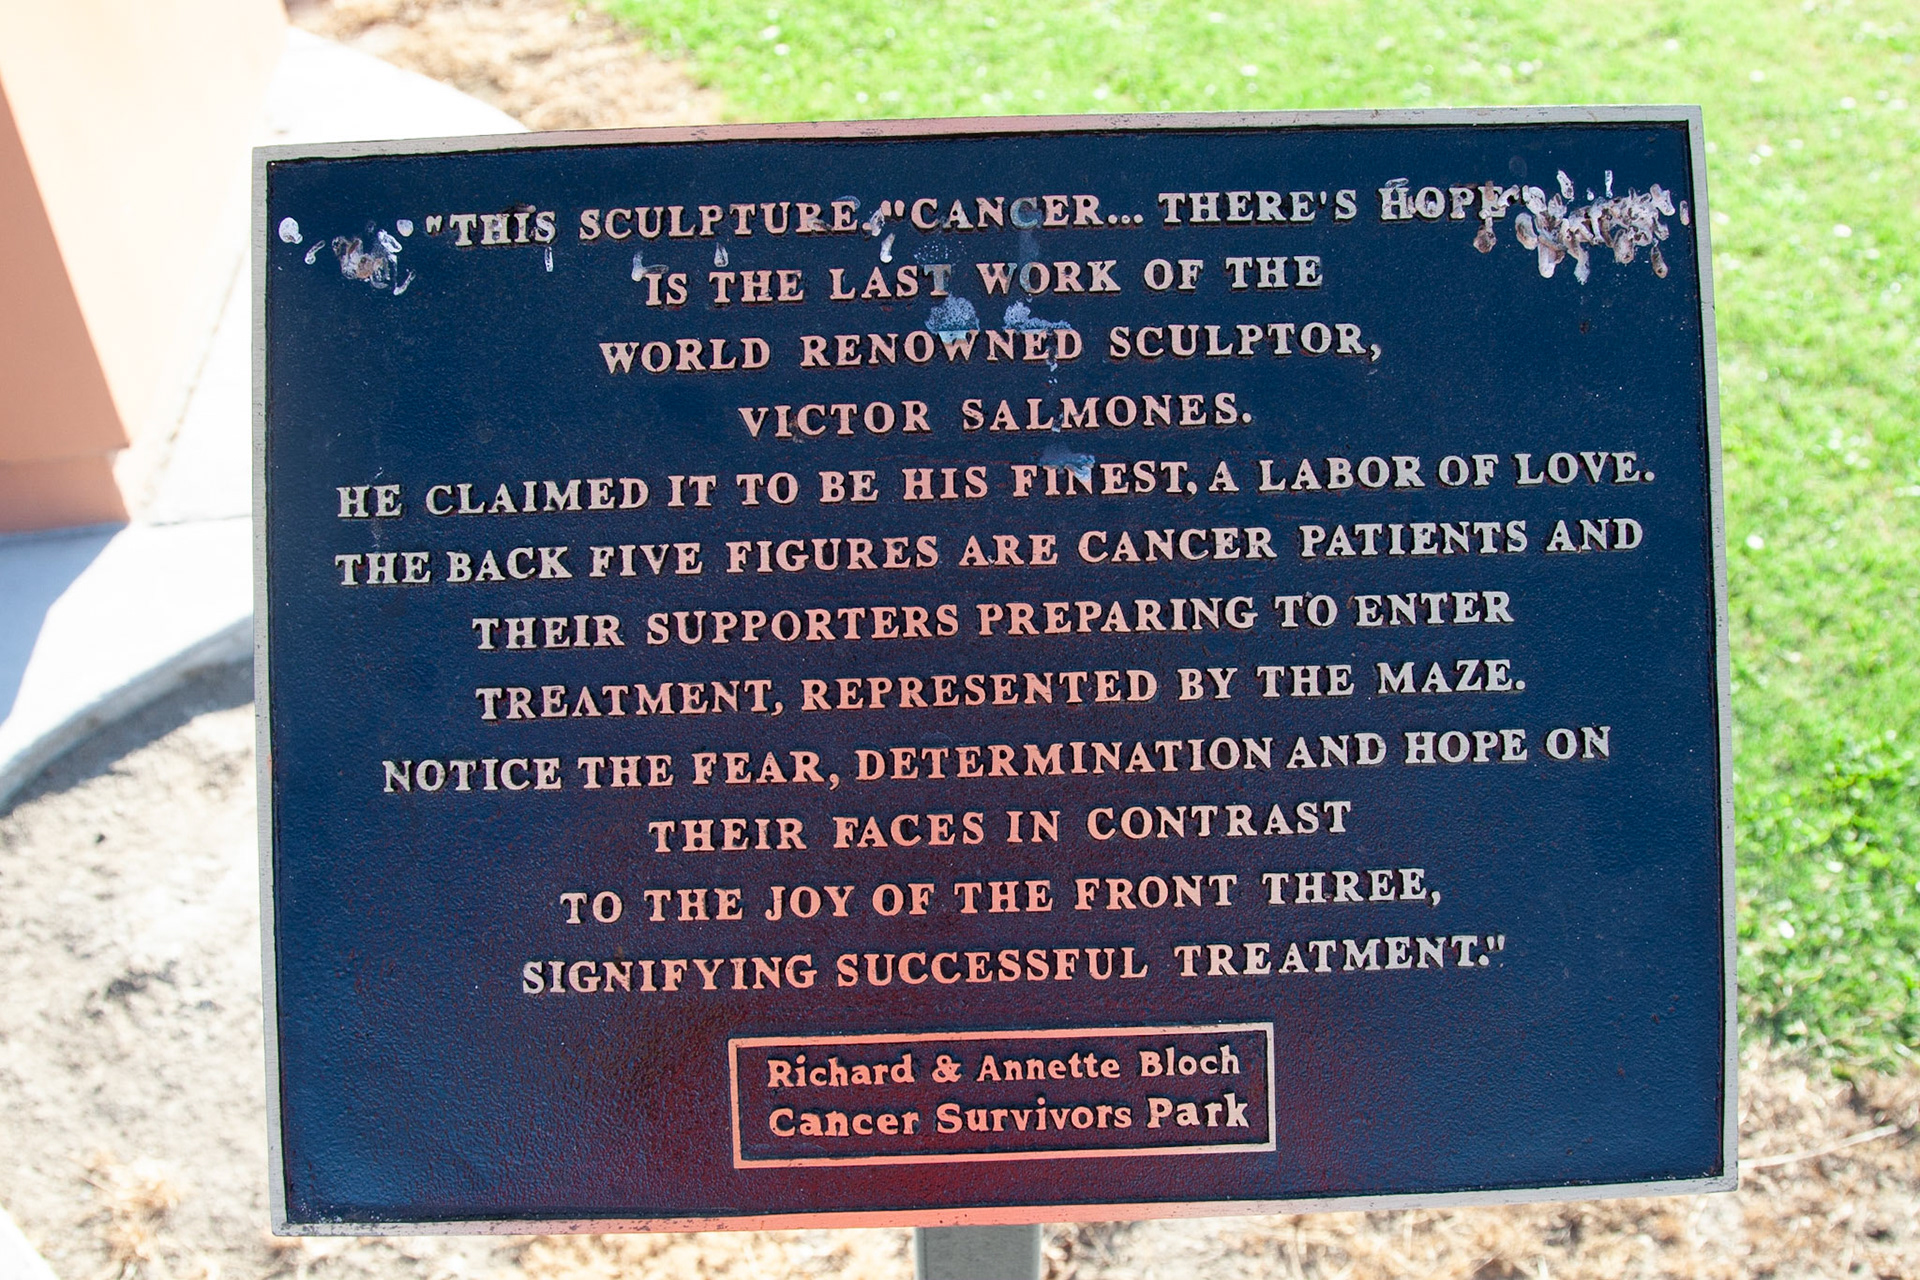 "THIS SCULPTURE."CANCER... THERE'S HOPE"
IS THE LAST WORK OF THE
WORLD RENOWNED SCULPTOR,
VICTOR SALMONES.
HE CLAIMED IT TO BE HIS FINEST, A LABOR OF LOVE.
THE BACK FIVE FIGURES ARE CANCER PATIENTS AND
THEIR SUPPORTERS PREPARING TO ENTER
TREATMENT, REPRESENTED BY THE MAZE.
NOTICE THE FEAR, DETERMINATION AND HOPE ON
THEIR FACES IN CONTRAST
TO THE JOY OF THE FRONT THREE,
SIGNIFYING SUCCESSFUL TREATMENT."
Richard & Annette Bloch
Cancer Survivors Park